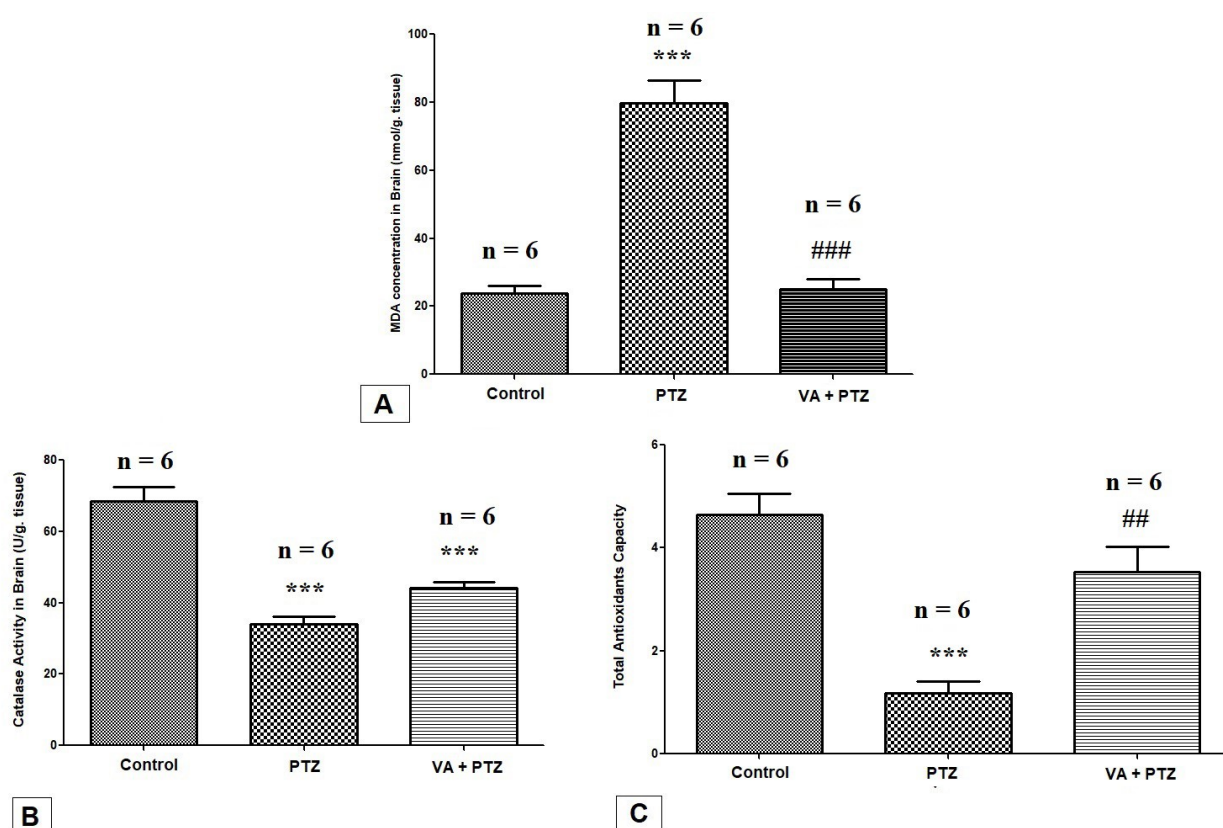 MDA concentration in Brain (nmol/g. tissue)
100
80
60
40
20
0
n = 6
n = 6
***
n = 6
###
Control
PTZ
VA + PTZ
A
Catalase Activity in Brain (U/g. tissue)
80
60
40
20
0
n = 6
n = 6
***
n = 6
***
Control
PTZ
VA + PTZ
B
Total Antioxidants Capacity
6
4
2
0
n = 6
n = 6
***
n = 6
##
Control
PTZ
VA + PTZ
C